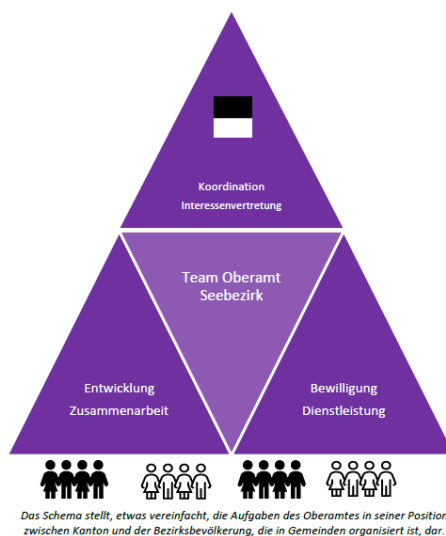 Koordination
Interessenvertretung
Team Oberamt
Seebezirk
Entwicklung
Zusammenarbeit
Bewilligung
Dienstleistung
Das Schema stellt, etwas vereinfacht, die Aufgaben des Oberamtes in seiner Position
zwischen Kanton und der Bezirksbevölkerung, die in Gemeinden organisiert ist, dar.